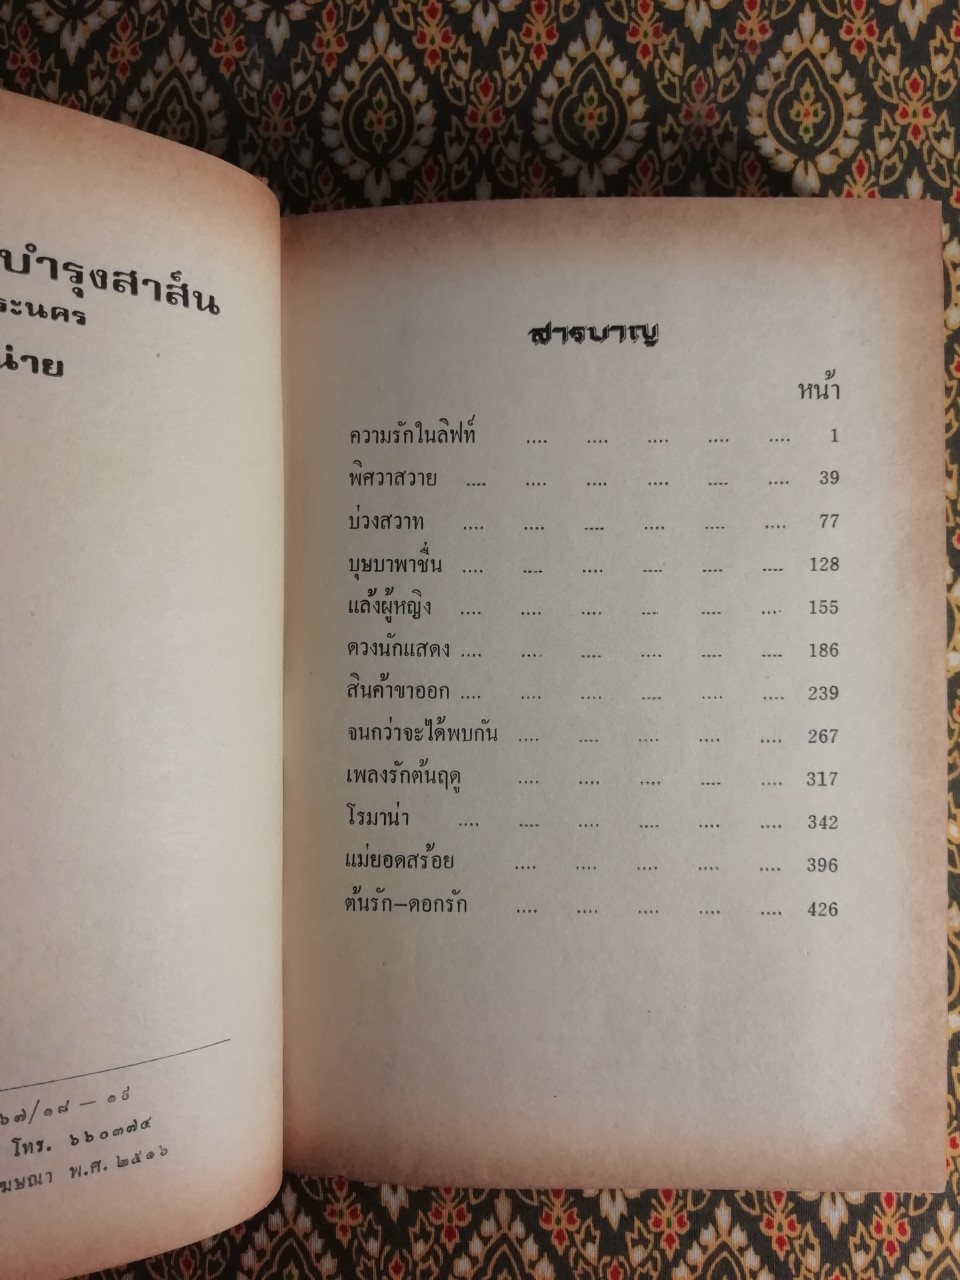 บำรุงสาส์น
ระนคร
น่าย
๖๗/๑๘ — ๑๙
โทร. ๖๖๐๓๗๔
ฆษณา พ.ศ. ๒๕๑๖
สารบาญ
หน้า
ความรักในลิฟท์ .... .... .... .... .... 1
พิศวาสวาย .... .... .... .... .... .... 39
บ่วงสวาท .... .... .... .... .... .... 77
บุษบาพาชื่น .... .... .... .... .... .... 128
แล้งผู้หญิง .... .... .... .... .... .... 155
ดวงนักแสดง .... .... .... .... .... .... 186
สินค้าขาออก .... .... .... .... .... .... 239
จนกว่าจะได้พบกัน .... .... .... .... .... 267
เพลงรักต้นฤดู .... .... .... .... .... 317
โรมาน่า .... .... .... .... .... .... 342
แม่ยอดสร้อย .... .... .... .... .... 396
ต้นรัก–ดอกรัก .... .... .... .... .... 426